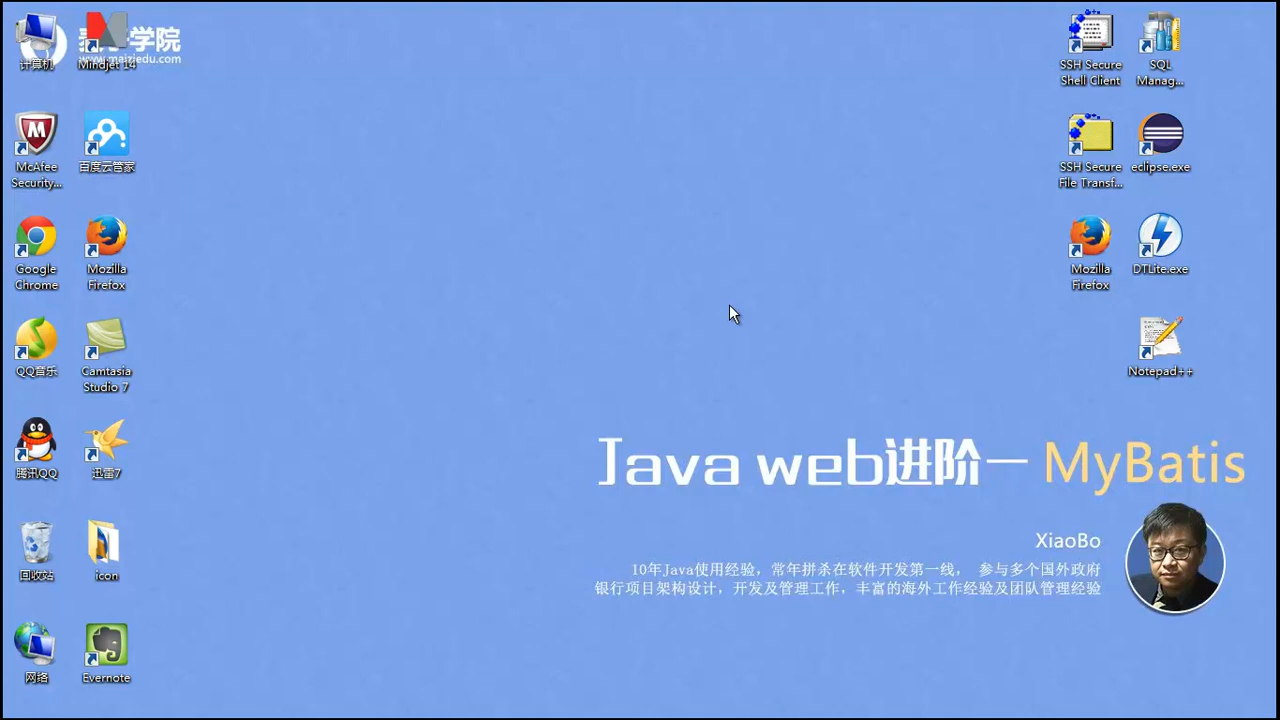 学院
www.maiziedu.com
计算机
Mindjet 14
McAfee
Security...
百度云管家
Google
Chrome
Mozilla
Firefox
QQ音乐
Camtasia
Studio 7
腾讯QQ
迅雷7
回收站
icon
网络
Evernote
SSH Secure
Shell Client
SQL
Manag...
SSH Secure
File Transf...
eclipse.exe
Mozilla
Firefox
DTLite.exe
Notepad++
Java web进阶— MyBatis
XiaoBo
10年Java使用经验，常年拼杀在软件开发第一线， 参与多个国外政府
银行项目架构设计，开发及管理工作，丰富的海外工作经验及团队管理经验